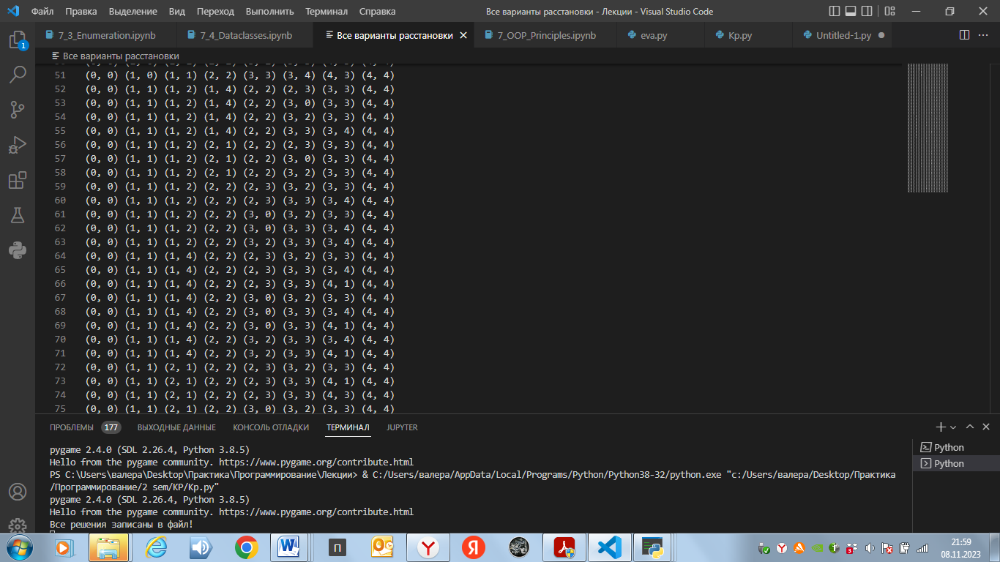 Файл Правка Выделение Вид Переход Выполнить Терминал Справка Все варианты расстановки - Лекции - Visual Studio Code
7_3_Enumeration.ipynb 7_4_Dataclasses.ipynb Все варианты расстановки 7_OOP_Principles.ipynb eva.py Kp.py Untitled-1.py
1
Все варианты расстановки
51 (0, 0) (1, 0) (1, 1) (2, 2) (3, 3) (3, 4) (4, 3) (4, 4)
52 (0, 0) (1, 1) (1, 2) (1, 4) (2, 2) (2, 3) (3, 3) (4, 4)
53 (0, 0) (1, 1) (1, 2) (1, 4) (2, 2) (3, 0) (3, 3) (4, 4)
54 (0, 0) (1, 1) (1, 2) (1, 4) (2, 2) (3, 2) (3, 3) (4, 4)
55 (0, 0) (1, 1) (1, 2) (1, 4) (2, 2) (3, 3) (3, 4) (4, 4)
56 (0, 0) (1, 1) (1, 2) (2, 1) (2, 2) (2, 3) (3, 3) (4, 4)
57 (0, 0) (1, 1) (1, 2) (2, 1) (2, 2) (3, 0) (3, 3) (4, 4)
58 (0, 0) (1, 1) (1, 2) (2, 1) (2, 2) (3, 2) (3, 3) (4, 4)
59 (0, 0) (1, 1) (1, 2) (2, 2) (2, 3) (3, 2) (3, 3) (4, 4)
60 (0, 0) (1, 1) (1, 2) (2, 2) (2, 3) (3, 3) (3, 4) (4, 4)
61 (0, 0) (1, 1) (1, 2) (2, 2) (3, 0) (3, 2) (3, 3) (4, 4)
62 (0, 0) (1, 1) (1, 2) (2, 2) (3, 0) (3, 3) (3, 4) (4, 4)
63 (0, 0) (1, 1) (1, 2) (2, 2) (3, 2) (3, 3) (3, 4) (4, 4)
64 (0, 0) (1, 1) (1, 4) (2, 2) (2, 3) (3, 2) (3, 3) (4, 4)
65 (0, 0) (1, 1) (1, 4) (2, 2) (2, 3) (3, 3) (3, 4) (4, 4)
66 (0, 0) (1, 1) (1, 4) (2, 2) (2, 3) (3, 3) (4, 1) (4, 4)
67 (0, 0) (1, 1) (1, 4) (2, 2) (3, 0) (3, 2) (3, 3) (4, 4)
68 (0, 0) (1, 1) (1, 4) (2, 2) (3, 0) (3, 3) (3, 4) (4, 4)
69 (0, 0) (1, 1) (1, 4) (2, 2) (3, 0) (3, 3) (4, 1) (4, 4)
70 (0, 0) (1, 1) (1, 4) (2, 2) (3, 2) (3, 3) (3, 4) (4, 4)
71 (0, 0) (1, 1) (1, 4) (2, 2) (3, 2) (3, 3) (4, 1) (4, 4)
72 (0, 0) (1, 1) (2, 1) (2, 2) (2, 3) (3, 2) (3, 3) (4, 4)
73 (0, 0) (1, 1) (2, 1) (2, 2) (2, 3) (3, 3) (4, 1) (4, 4)
74 (0, 0) (1, 1) (2, 1) (2, 2) (2, 3) (3, 3) (4, 3) (4, 4)
75 (0, 0) (1, 1) (2, 1) (2, 2) (3, 0) (3, 2) (3, 3) (4, 4)
ПРОБЛЕМЫ 177 ВЫХОДНЫЕ ДАННЫЕ КОНСОЛЬ ОТЛАДКИ ТЕРМИНАЛ JUPYTER
pygame 2.4.0 (SDL 2.26.4, Python 3.8.5)
Python
Hello from the pygame community. https://www.pygame.org/contribute.html
Python
PS C:\Users\валера\Desktop\Практика\Программирование\Лекции> & C:/Users/валера/AppData/Local/Programs/Python/Python38-32/python.exe "c:/Users/валера/Desktop/Практика
/Программирование/2 sem/KP/Kp.py"
pygame 2.4.0 (SDL 2.26.4, Python 3.8.5)
Hello from the pygame community. https://www.pygame.org/contribute.html
Все решения записаны в файл!
21:59
08.11.2023